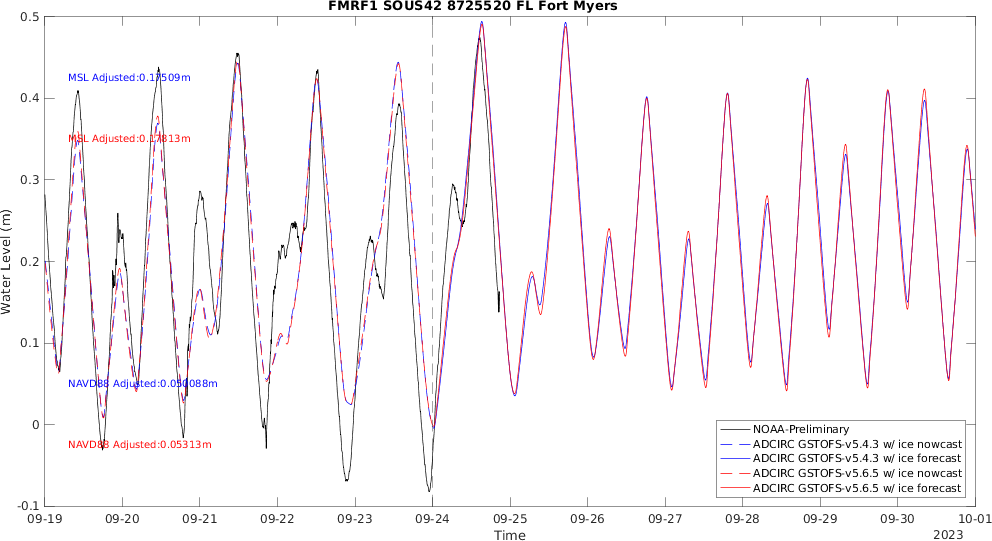 FMRF1 SOUS42 8725520 FL Fort Myers
0.5
0.4
0.3
0.2
0.1
0
-0.1
Water Level (m)
MSL Adjusted:0.17509m
MSL Adjusted:0.17813m
NAVD88 Adjusted:0.050088m
NAVD88 Adjusted:0.05313m
NOAA-Preliminary
ADCIRC GSTOFS-v5.4.3 w/ ice nowcast
ADCIRC GSTOFS-v5.4.3 w/ ice forecast
ADCIRC GSTOFS-v5.6.5 w/ ice nowcast
ADCIRC GSTOFS-v5.6.5 w/ ice forecast
09-19 09-20 09-21 09-22 09-23 09-24 09-25 09-26 09-27 09-28 09-29 09-30 10-01
Time
2023